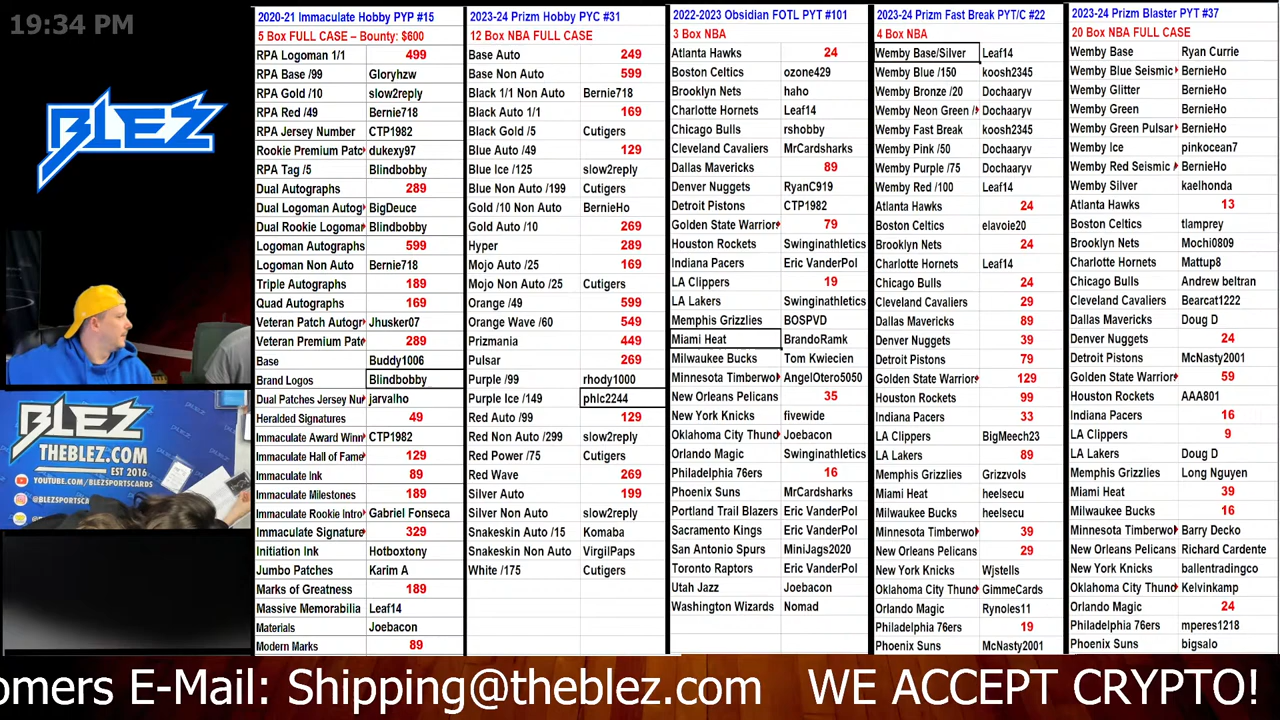 19:34 PM
BLEZ
BLEZ
THEBLEZ.COM
EST 2016
YOUTUBE.COM/BLEZSPORTSCARDS
@BLEZSPORTSC
2020-21 Immaculate Hobby PYP #15
5 Box FULL CASE – Bounty: $600
RPA Logoman 1/1 499
RPA Base /99 Gloryhzw
RPA Gold /10 slow2reply
RPA Red /49 Bernie718
RPA Jersey Number CTP1982
Rookie Premium Patc dukexy97
RPA Tag /5 Blindbobby
Dual Autographs 289
Dual Logoman Autog BigDeuce
Dual Rookie Logoma Blindbobby
Logoman Autographs 599
Logoman Non Auto Bernie718
Triple Autographs 189
Quad Autographs 169
Veteran Patch Autogr Jhusker07
Veteran Premium Pat 289
Base Buddy1006
Brand Logos Blindbobby
Dual Patches Jersey Nu jarvalho
Heralded Signatures 49
Immaculate Award Winn CTP1982
Immaculate Hall of Fame 129
Immaculate Ink 89
Immaculate Milestones 189
Immaculate Rookie Intro Gabriel Fonseca
Immaculate Signature 329
Initiation Ink Hotboxtony
Jumbo Patches Karim A
Marks of Greatness 189
Massive Memorabilia Leaf14
Materials Joebacon
Modern Marks 89
2023-24 Prizm Hobby PYC #31
12 Box NBA FULL CASE
Base Auto 249
Base Non Auto 599
Black 1/1 Non Auto Bernie718
Black Auto 1/1 169
Black Gold /5 Cutigers
Blue Auto /49 129
Blue Ice /125 slow2reply
Blue Non Auto /199 Cutigers
Gold /10 Non Auto BernieHo
Gold Auto /10 269
Hyper 289
Mojo Auto /25 169
Mojo Non Auto /25 Cutigers
Orange /49 599
Orange Wave /60 549
Prizmania 449
Pulsar 269
Purple /99 rhody1000
Purple Ice /149 phlc2244
Red Auto /99 129
Red Non Auto /299 slow2reply
Red Power /75 Cutigers
Red Wave 269
Silver Auto 199
Silver Non Auto slow2reply
Snakeskin Auto /15 Komaba
Snakeskin Non Auto VirgilPaps
White /175 Cutigers
2022-2023 Obsidian FOTL PYT #101
3 Box NBA
Atlanta Hawks 24
Boston Celtics ozone429
Brooklyn Nets haho
Charlotte Hornets Leaf14
Chicago Bulls rshobby
Cleveland Cavaliers MrCardsharks
Dallas Mavericks 89
Denver Nuggets RyanC919
Detroit Pistons CTP1982
Golden State Warrior 79
Houston Rockets Swinginathletics
Indiana Pacers Eric VanderPol
LA Clippers 19
LA Lakers Swinginathletics
Memphis Grizzlies BOSPVD
Miami Heat BrandoRamk
Milwaukee Bucks Tom Kwiecien
Minnesota Timberwo AngelOtero5050
New Orleans Pelicans 35
New York Knicks fivewide
Oklahoma City Thund Joebacon
Orlando Magic Swinginathletics
Philadelphia 76ers 16
Phoenix Suns MrCardsharks
Portland Trail Blazers Eric VanderPol
Sacramento Kings Eric VanderPol
San Antonio Spurs MiniJags2020
Toronto Raptors Eric VanderPol
Utah Jazz Joebacon
Washington Wizards Nomad
2023-24 Prizm Fast Break PYT/C #22
4 Box NBA
Wemby Base/Silver Leaf14
Wemby Blue /150 koosh2345
Wemby Bronze /20 Dochaaryv
Wemby Neon Green / Dochaaryv
Wemby Fast Break koosh2345
Wemby Pink /50 Dochaaryv
Wemby Purple /75 Dochaaryv
Wemby Red /100 Leaf14
Atlanta Hawks 24
Boston Celtics elavoie20
Brooklyn Nets 24
Charlotte Hornets Leaf14
Chicago Bulls 24
Cleveland Cavaliers 29
Dallas Mavericks 89
Denver Nuggets 39
Detroit Pistons 79
Golden State Warrior 129
Houston Rockets 99
Indiana Pacers 33
LA Clippers BigMeech23
LA Lakers 89
Memphis Grizzlies Grizzvols
Miami Heat heelsecu
Milwaukee Bucks heelsecu
Minnesota Timberwo 39
New Orleans Pelicans 29
New York Knicks Wjstells
Oklahoma City Thund GimmeCards
Orlando Magic Rynoles11
Philadelphia 76ers 19
Phoenix Suns McNasty2001
2023-24 Prizm Blaster PYT #37
20 Box NBA FULL CASE
Wemby Base Ryan Currie
Wemby Blue Seismic BernieHo
Wemby Glitter BernieHo
Wemby Green BernieHo
Wemby Green Pulsar BernieHo
Wemby Ice pinkocean7
Wemby Red Seismic BernieHo
Wemby Silver kaelhonda
Atlanta Hawks 13
Boston Celtics tlamprey
Brooklyn Nets Mochi0809
Charlotte Hornets Mattup8
Chicago Bulls Andrew beltran
Cleveland Cavaliers Bearcat1222
Dallas Mavericks Doug D
Denver Nuggets 24
Detroit Pistons McNasty2001
Golden State Warrior 59
Houston Rockets AAA801
Indiana Pacers 16
LA Clippers 9
LA Lakers Doug D
Memphis Grizzlies Long Nguyen
Miami Heat 39
Milwaukee Bucks 16
Minnesota Timberwo Barry Decko
New Orleans Pelicans Richard Cardente
New York Knicks ballentradingco
Oklahoma City Thund Kelvinkamp
Orlando Magic 24
Philadelphia 76ers mperes1218
Phoenix Suns bigsalo
omers E-Mail: Shipping@theblez.com WE ACCEPT CRYPTO!